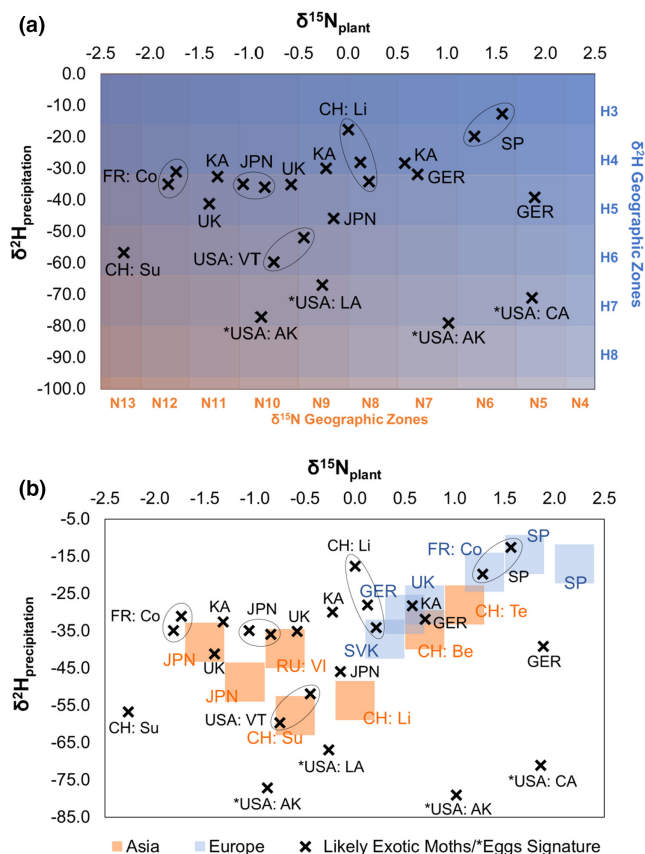 (a)
δ15Nplant
-2.5 -2.0 -1.5 -1.0 -0.5 0.0 0.5 1.0 1.5 2.0 2.5
0.0
-10.0
-20.0
-30.0
-40.0
-50.0
-60.0
-70.0
-80.0
-90.0
-100.0
δ2Hprecipitation
CH: Li
SP
FR: Co
KA
JPN
UK
KA
KA
GER
UK
JPN
GER
CH: Su
USA: VT
*USA: LA
*USA: CA
*USA: AK
*USA: AK
H3
H4
H5
H6
H7
H8
δ2H Geographic Zones
N13 N12 N11 N10 N9 N8 N7 N6 N5 N4
δ15N Geographic Zones
(b)
δ15Nplant
-2.5 -2.0 -1.5 -1.0 -0.5 0.0 0.5 1.0 1.5 2.0 2.5
-5.0
-15.0
-25.0
-35.0
-45.0
-55.0
-65.0
-75.0
-85.0
δ2Hprecipitation
SP
CH: Li
FR: Co
SP
SP
GER
UK
CH: Te
FR: Co
KA
JPN
UK
KA
KA
GER
JPN
UK
RU: VI
SVK
CH: Be
JPN
GER
JPN
USA: VT
CH: Li
CH: Su
CH: Su
*USA: LA
*USA: CA
*USA: AK
*USA: AK
Asia Europe Likely Exotic Moths/*Eggs Signature